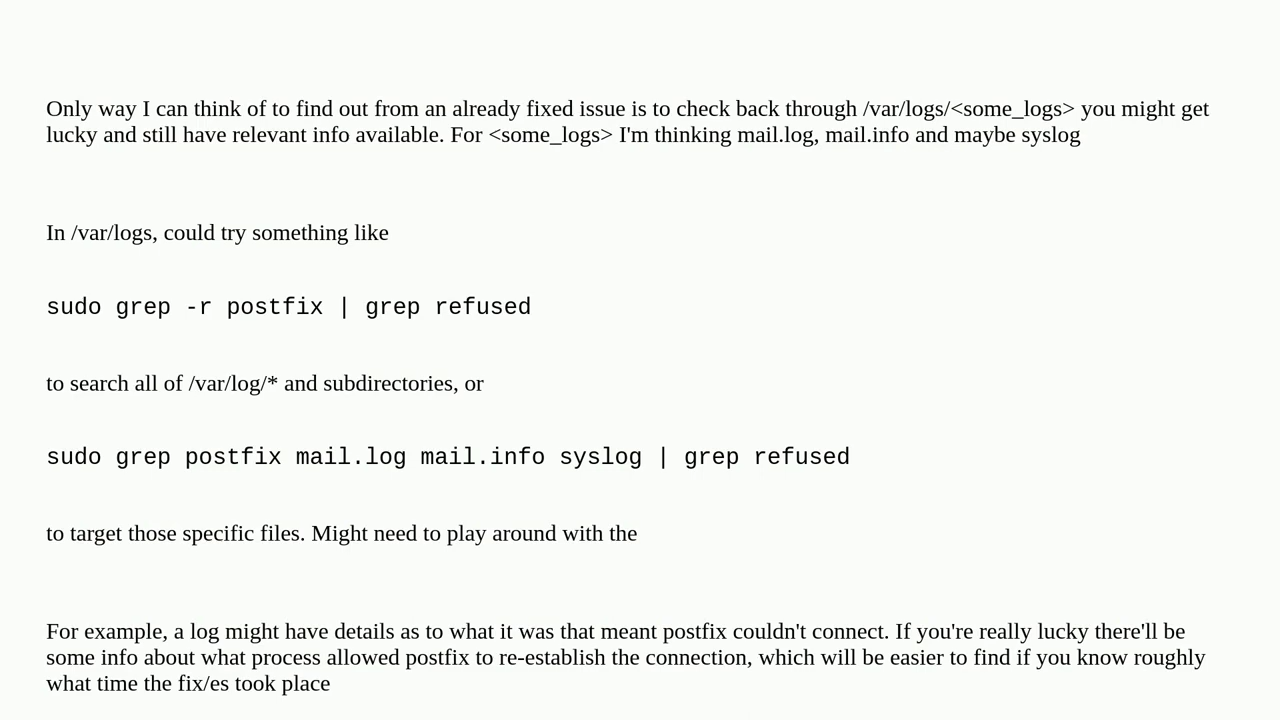 Only way I can think of to find out from an already fixed issue is to check back through /var/logs/<some_logs> you might get
lucky and still have relevant info available. For <some_logs> I'm thinking mail.log, mail.info and maybe syslog
In /var/logs, could try something like
sudo grep -r postfix | grep refused
to search all of /var/log/* and subdirectories, or
sudo grep postfix mail.log mail.info syslog | grep refused
to target those specific files. Might need to play around with the
For example, a log might have details as to what it was that meant postfix couldn't connect. If you're really lucky there'll be
some info about what process allowed postfix to re-establish the connection, which will be easier to find if you know roughly
what time the fix/es took place